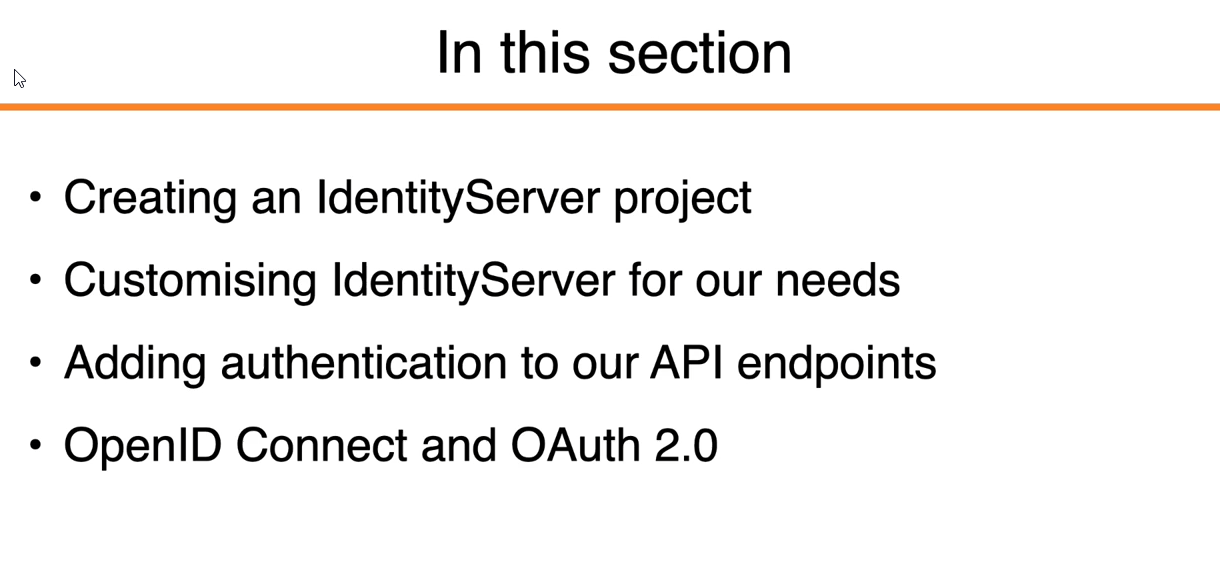 In this section
• Creating an IdentityServer project
• Customising IdentityServer for our needs
• Adding authentication to our API endpoints
• OpenID Connect and OAuth 2.0